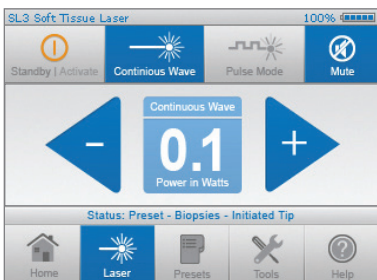 SL3 Soft Tissue Laser 100%
Standby | Activate Continious Wave Pulse Mode Mute
Continuous Wave
- 0.1 +
Power in Watts
Status: Preset - Biopsies - Initiated Tip
Home Laser Presets Tools Help